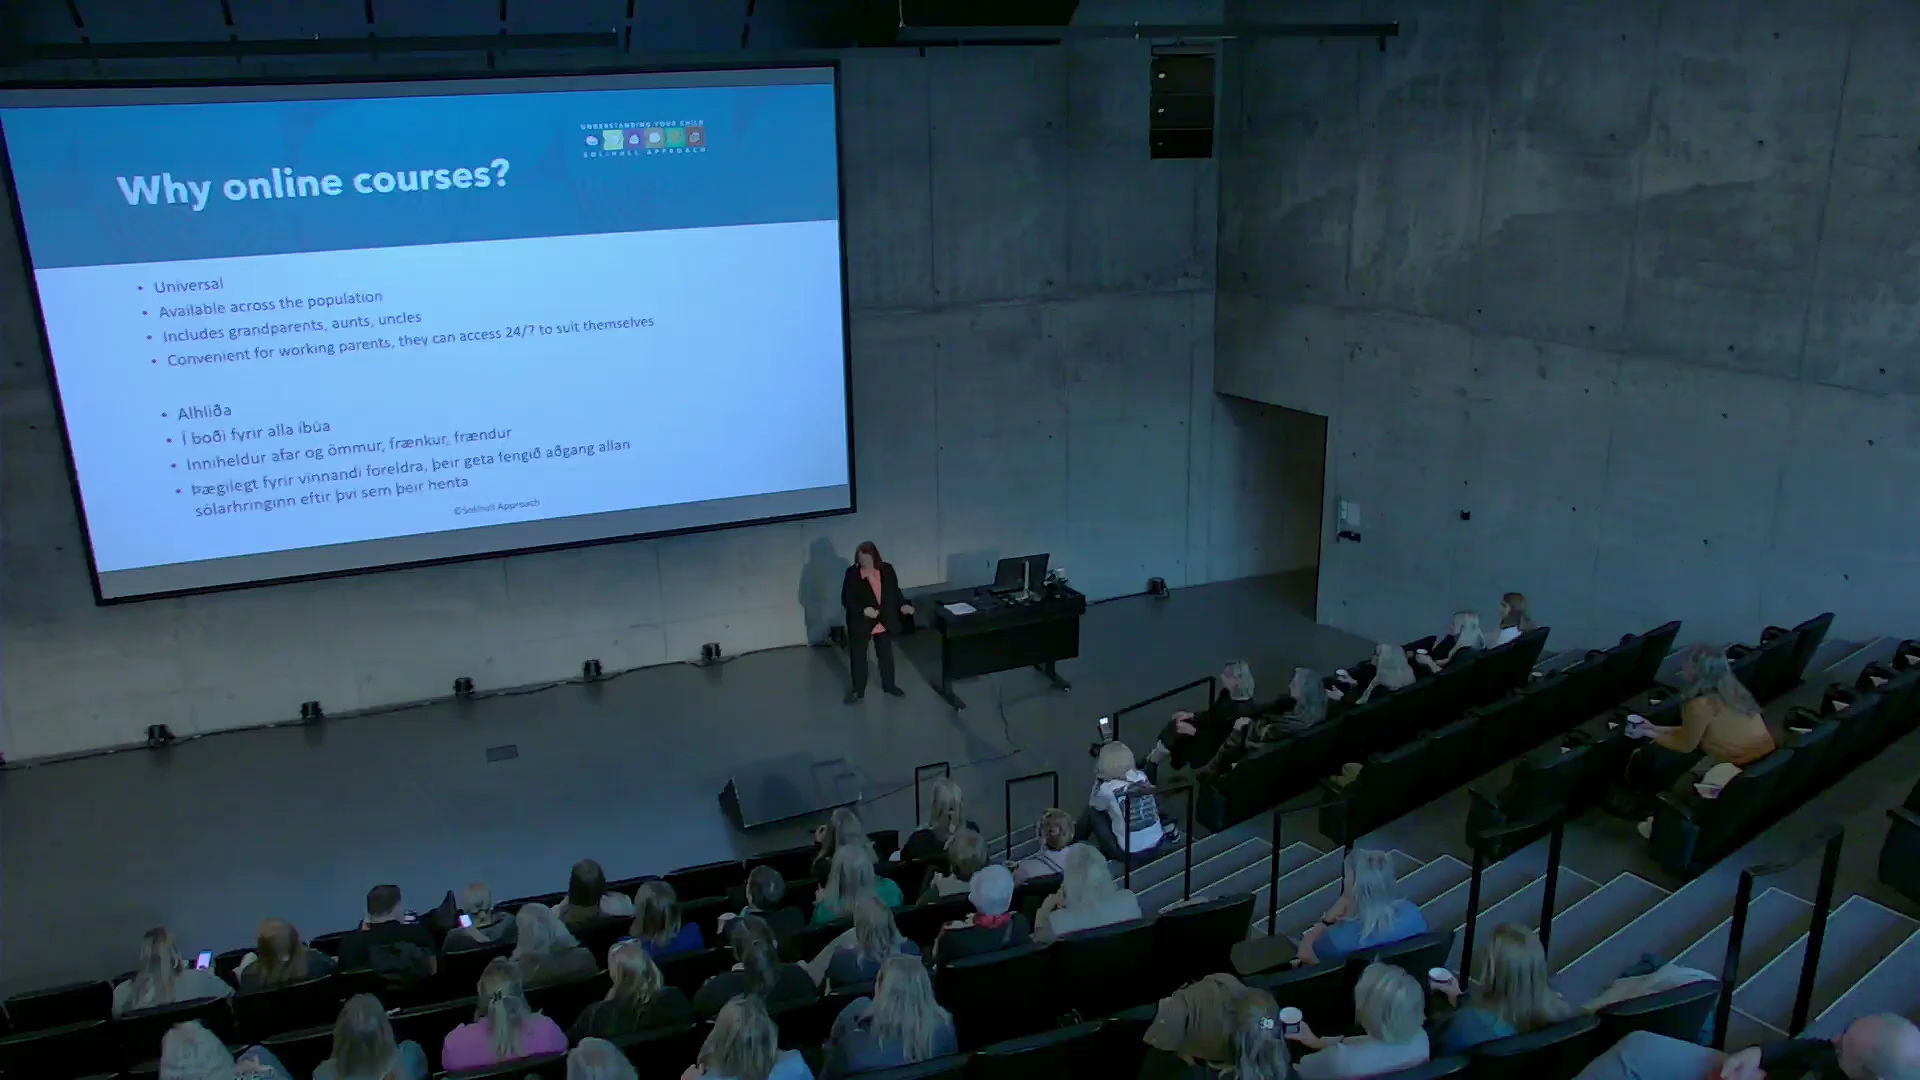 UNDERSTANDING YOUR CHILD
SOLIHULL APPROACH
Why online courses?
• Universal
• Available across the population
• Includes grandparents, aunts, uncles
• Convenient for working parents, they can access 24/7 to suit themselves
• Alhliða
• Í boði fyrir alla íbúa
• Inniheldur afar og ömmur, frænkur, frændur
• Þægilegt fyrir vinnandi foreldra, þeir geta fengið aðgang allan
sólarhringinn eftir því sem þeir henta
©Solihull Approach